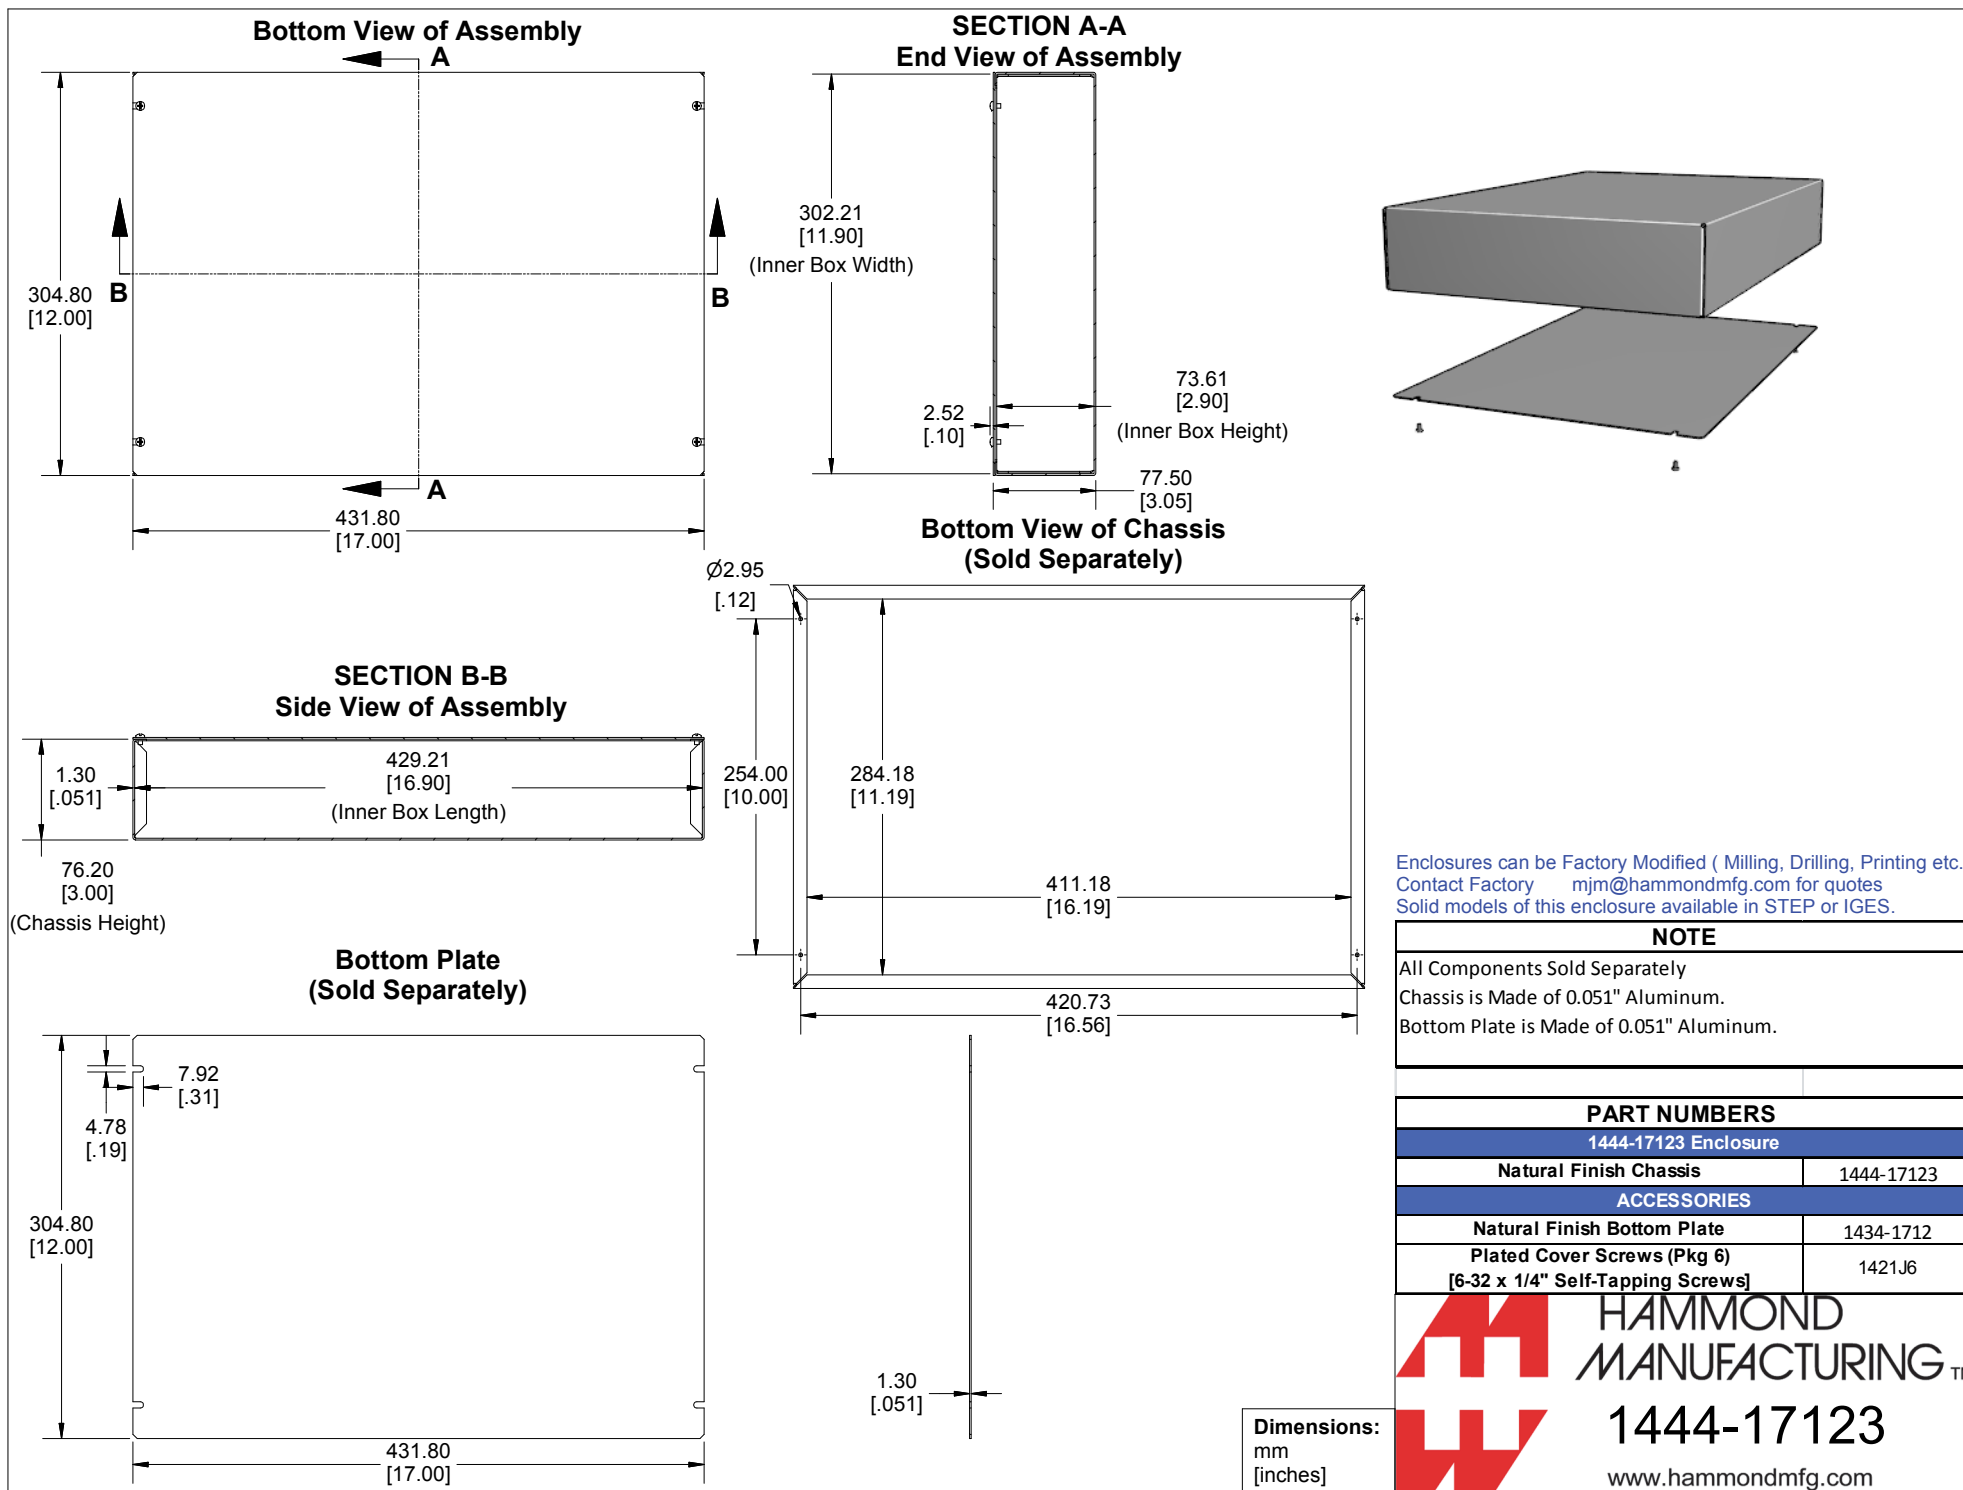 Bottom View of Assembly
A
B
B
304.80
[12.00]
A
431.80
[17.00]
SECTION A-A
End View of Assembly
302.21
[11.90]
(Inner Box Width)
73.61
[2.90]
(Inner Box Height)
2.52
[.10]
77.50
[3.05]
Bottom View of Chassis
(Sold Separately)
Ø2.95
[.12]
254.00
[10.00]
284.18
[11.19]
411.18
[16.19]
420.73
[16.56]
SECTION B-B
Side View of Assembly
1.30
[.051]
429.21
[16.90]
(Inner Box Length)
76.20
[3.00]
(Chassis Height)
Bottom Plate
(Sold Separately)
7.92
[.31]
4.78
[.19]
304.80
[12.00]
431.80
[17.00]
1.30
[.051]
Enclosures can be Factory Modified ( Milling, Drilling, Printing etc.
Contact Factory mjm@hammondmfg.com for quotes
Solid models of this enclosure available in STEP or IGES.
NOTE
All Components Sold Separately
Chassis is Made of 0.051" Aluminum.
Bottom Plate is Made of 0.051" Aluminum.
PART NUMBERS
1444-17123 Enclosure
Natural Finish Chassis 1444-17123
ACCESSORIES
Natural Finish Bottom Plate 1434-1712
Plated Cover Screws (Pkg 6)
[6-32 x 1/4" Self-Tapping Screws] 1421J6
HAMMOND
MANUFACTURING
1444-17123
www.hammondmfg.com
Dimensions:
mm
[inches]